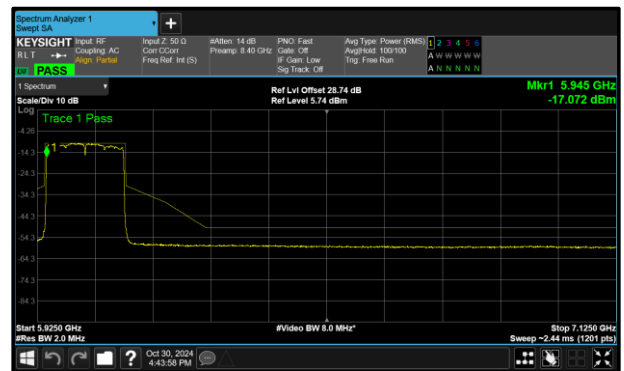 Spectrum Analyzer 1
Swept SA
KEYSIGHT
Input: RF
Coupling: AC
Align: Partial
Input Z: 50 Ω
Corr CCorr
Freq Ref: Int (S)
#Atten: 14 dB
Preamp: 8.40 GHz
PNO: Fast
Gate: Off
IF Gain: Low
Sig Track: Off
Avg Type: Power (RMS)
Avg|Hold: 100/100
Trig: Free Run
1 2 3 4 5 6
A W W W W W
A N N N N N
R L T
PASS
1 Spectrum
Scale/Div 10 dB
Ref Lvl Offset 28.74 dB
Ref Level 5.74 dBm
Mkr1 5.945 GHz
-17.072 dBm
Log
Trace 1 Pass
-4.26
-14.3
1
-24.3
-34.3
-44.3
-54.3
-64.3
-74.3
-84.3
Start 5.9250 GHz
#Res BW 2.0 MHz
#Video BW 8.0 MHz*
Stop 7.1250 GHz
Sweep ~2.44 ms (1201 pts)
?
Oct 30, 2024
4:43:58 PM